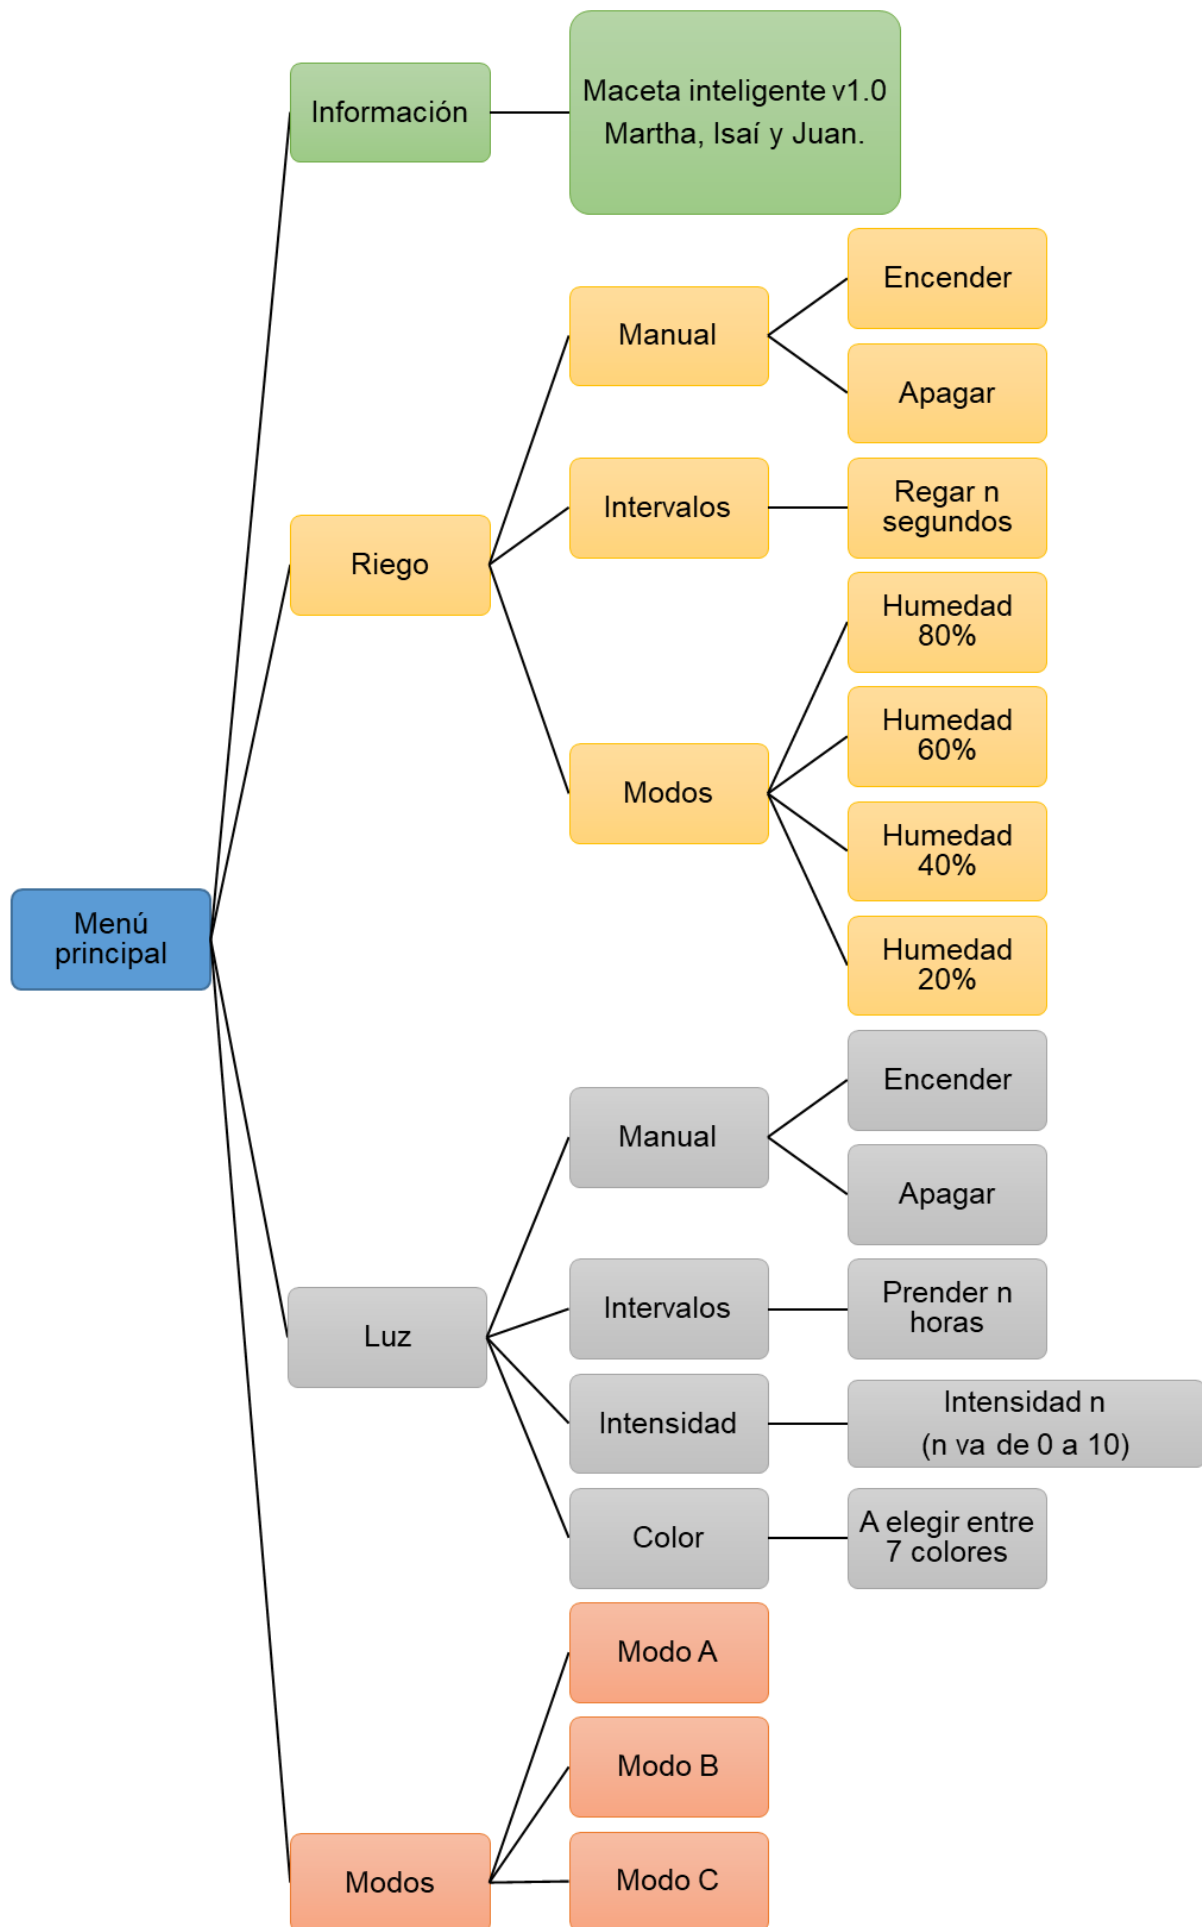 Maceta inteligente v1.0
Martha, Isaí y Juan.
Información
Encender
Manual
Apagar
Regar n
segundos
Intervalos
Riego
Humedad
80%
Humedad
60%
Modos
Humedad
40%
Humedad
20%
Menú
principal
Encender
Manual
Apagar
Prender n
horas
Intervalos
Luz
Intensidad
Intensidad n
(n va de 0 a 10)
Color
A elegir entre
7 colores
Modo A
Modo B
Modos
Modo C